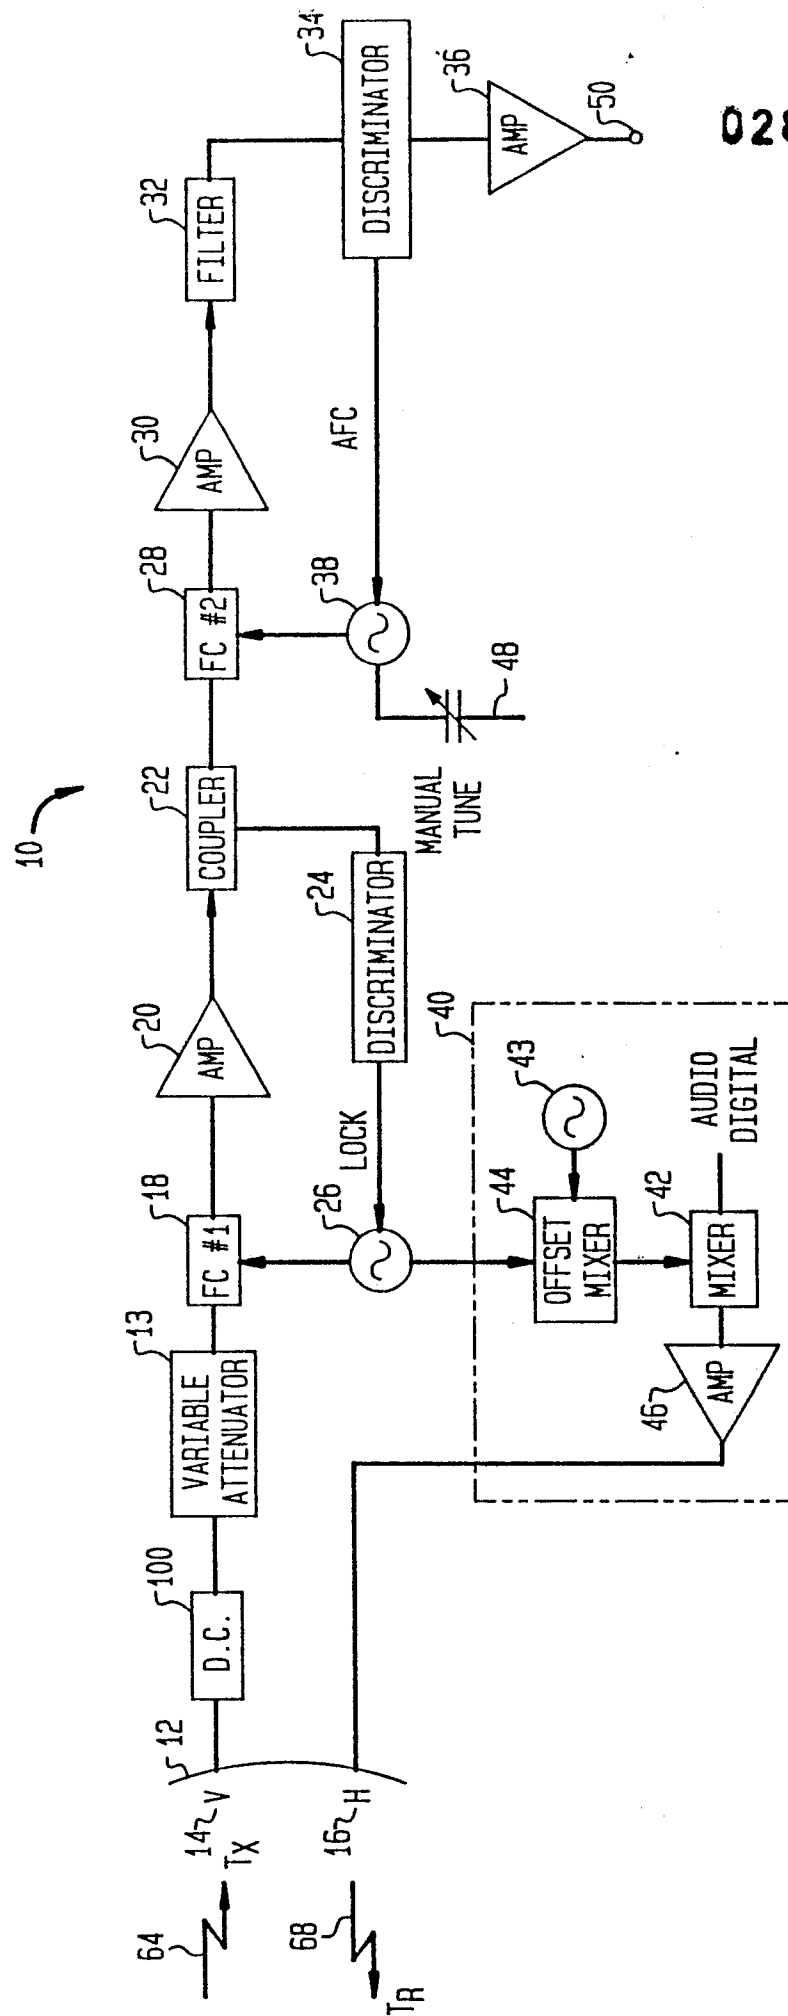 028
10
64
TX
14
V
12
D.C.
100
VARIABLE
ATTENUATOR
13
FC #1
18
AMP
20
COUPLER
22
FC #2
28
AMP
30
FILTER
32
DISCRIMINATOR
34
AMP
36
50
AFC
38
MANUAL
TUNE
48
DISCRIMINATOR
24
LOCK
26
68
TR
16
H
40
43
OFFSET
MIXER
44
MIXER
42
AUDIO
DIGITAL
AMP
46